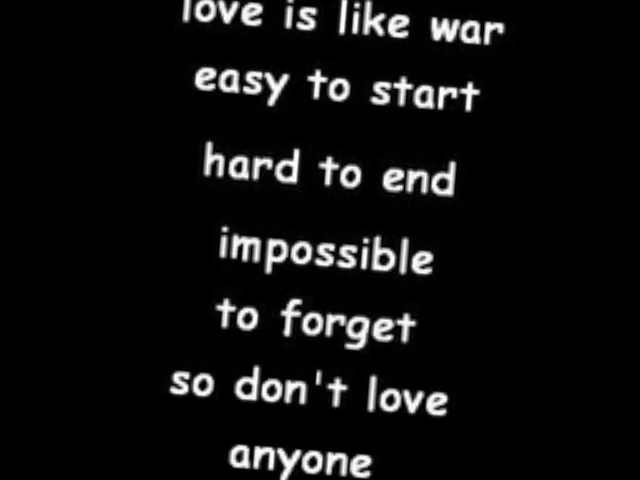 love is like war
easy to start
hard to end
impossible
to forget
so don't love
anyone